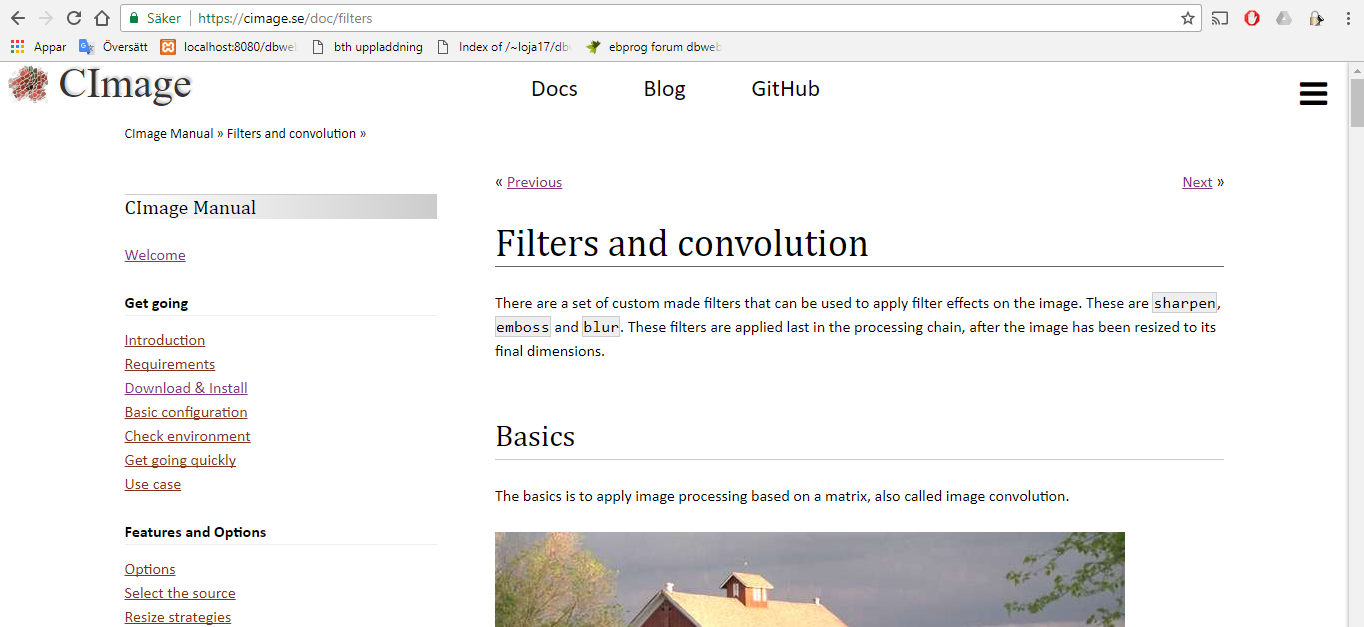 Säker https://cimage.se/doc/filters
Appar Översätt localhost:8080/dbwe bth uppladdning Index of /~loja17/db ebprog forum dbweb
CImage Docs Blog GitHub
CImage Manual » Filters and convolution »
« Previous Next »
CImage Manual
Welcome
Get going
Introduction
Requirements
Download & Install
Basic configuration
Check environment
Get going quickly
Use case
Features and Options
Options
Select the source
Resize strategies
Filters and convolution
There are a set of custom made filters that can be used to apply filter effects on the image. These are sharpen,
emboss and blur. These filters are applied last in the processing chain, after the image has been resized to its
final dimensions.
Basics
The basics is to apply image processing based on a matrix, also called image convolution.